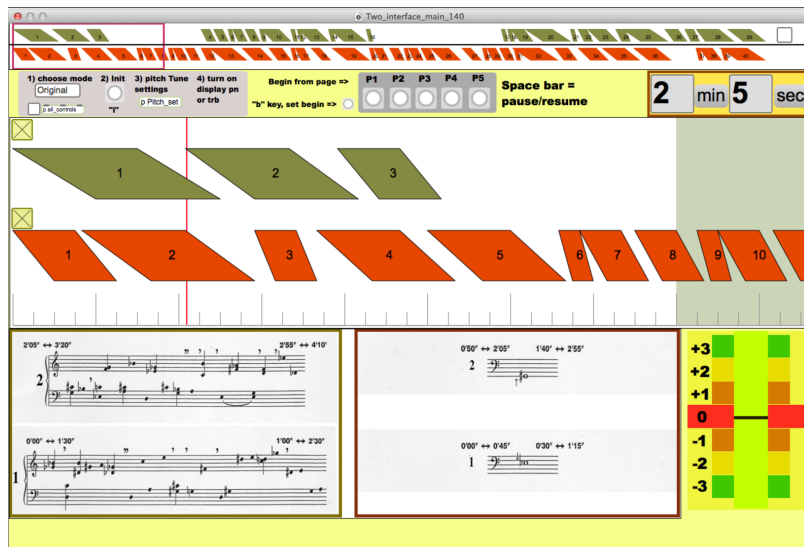 Two_interface_main_140
1) choose mode
Original
p all_controls
2) Init
"i"
3) pitch Tune
settings
p Pitch_set
4) turn on
display pn
or trb
Begin from page =>
"b" key, set begin =>
P1 P2 P3 P4 P5
Space bar =
pause/resume
2 min 5 sec
1 2 3
1 2 3 4 5 6 7 8 9 10
2'05" ↔ 3'20" 2'55" ↔ 4'10'
2
0'00" ↔ 1'30" 1'00" ↔ 2'30"
1
0'50" ↔ 2'05" 1'40" ↔ 2'55"
2
0'00" ↔ 0'45" 0'30" ↔ 1'15"
1
+3
+2
+1
0
-1
-2
-3